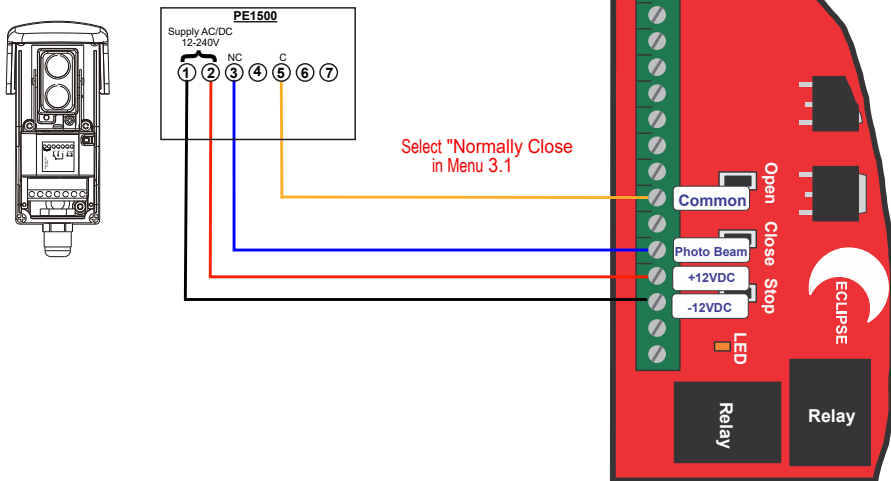 PE1500
Supply AC/DC
12-240V
NC
C
1 2 3 4 5 6 7
Select "Normally Close
in Menu 3.1
Common
Photo Beam
+12VDC
-12VDC
Open
Close
Stop
LED
ECLIPSE
Relay
Relay